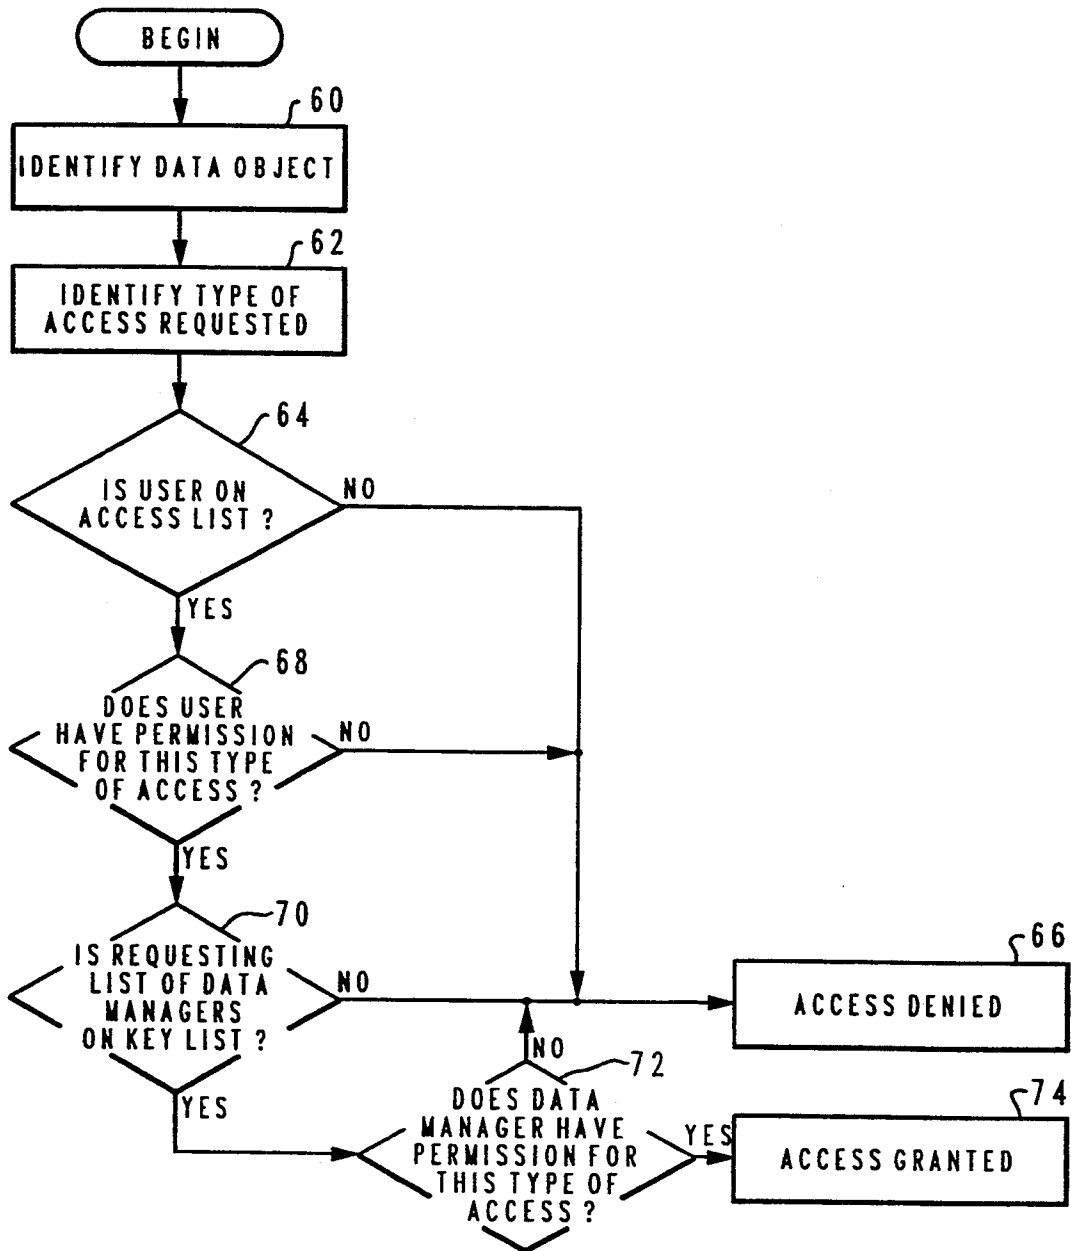 BEGIN
60
IDENTIFY DATA OBJECT
62
IDENTIFY TYPE OF
ACCESS REQUESTED
64
IS USER ON
ACCESS LIST ?
NO
YES
68
DOES USER
HAVE PERMISSION
FOR THIS TYPE
OF ACCESS ?
NO
YES
70
IS REQUESTING
LIST OF DATA
MANAGERS
ON KEY LIST ?
NO
YES
66
ACCESS DENIED
NO
72
DOES DATA
MANAGER HAVE
PERMISSION FOR
THIS TYPE OF
ACCESS ?
YES
74
ACCESS GRANTED